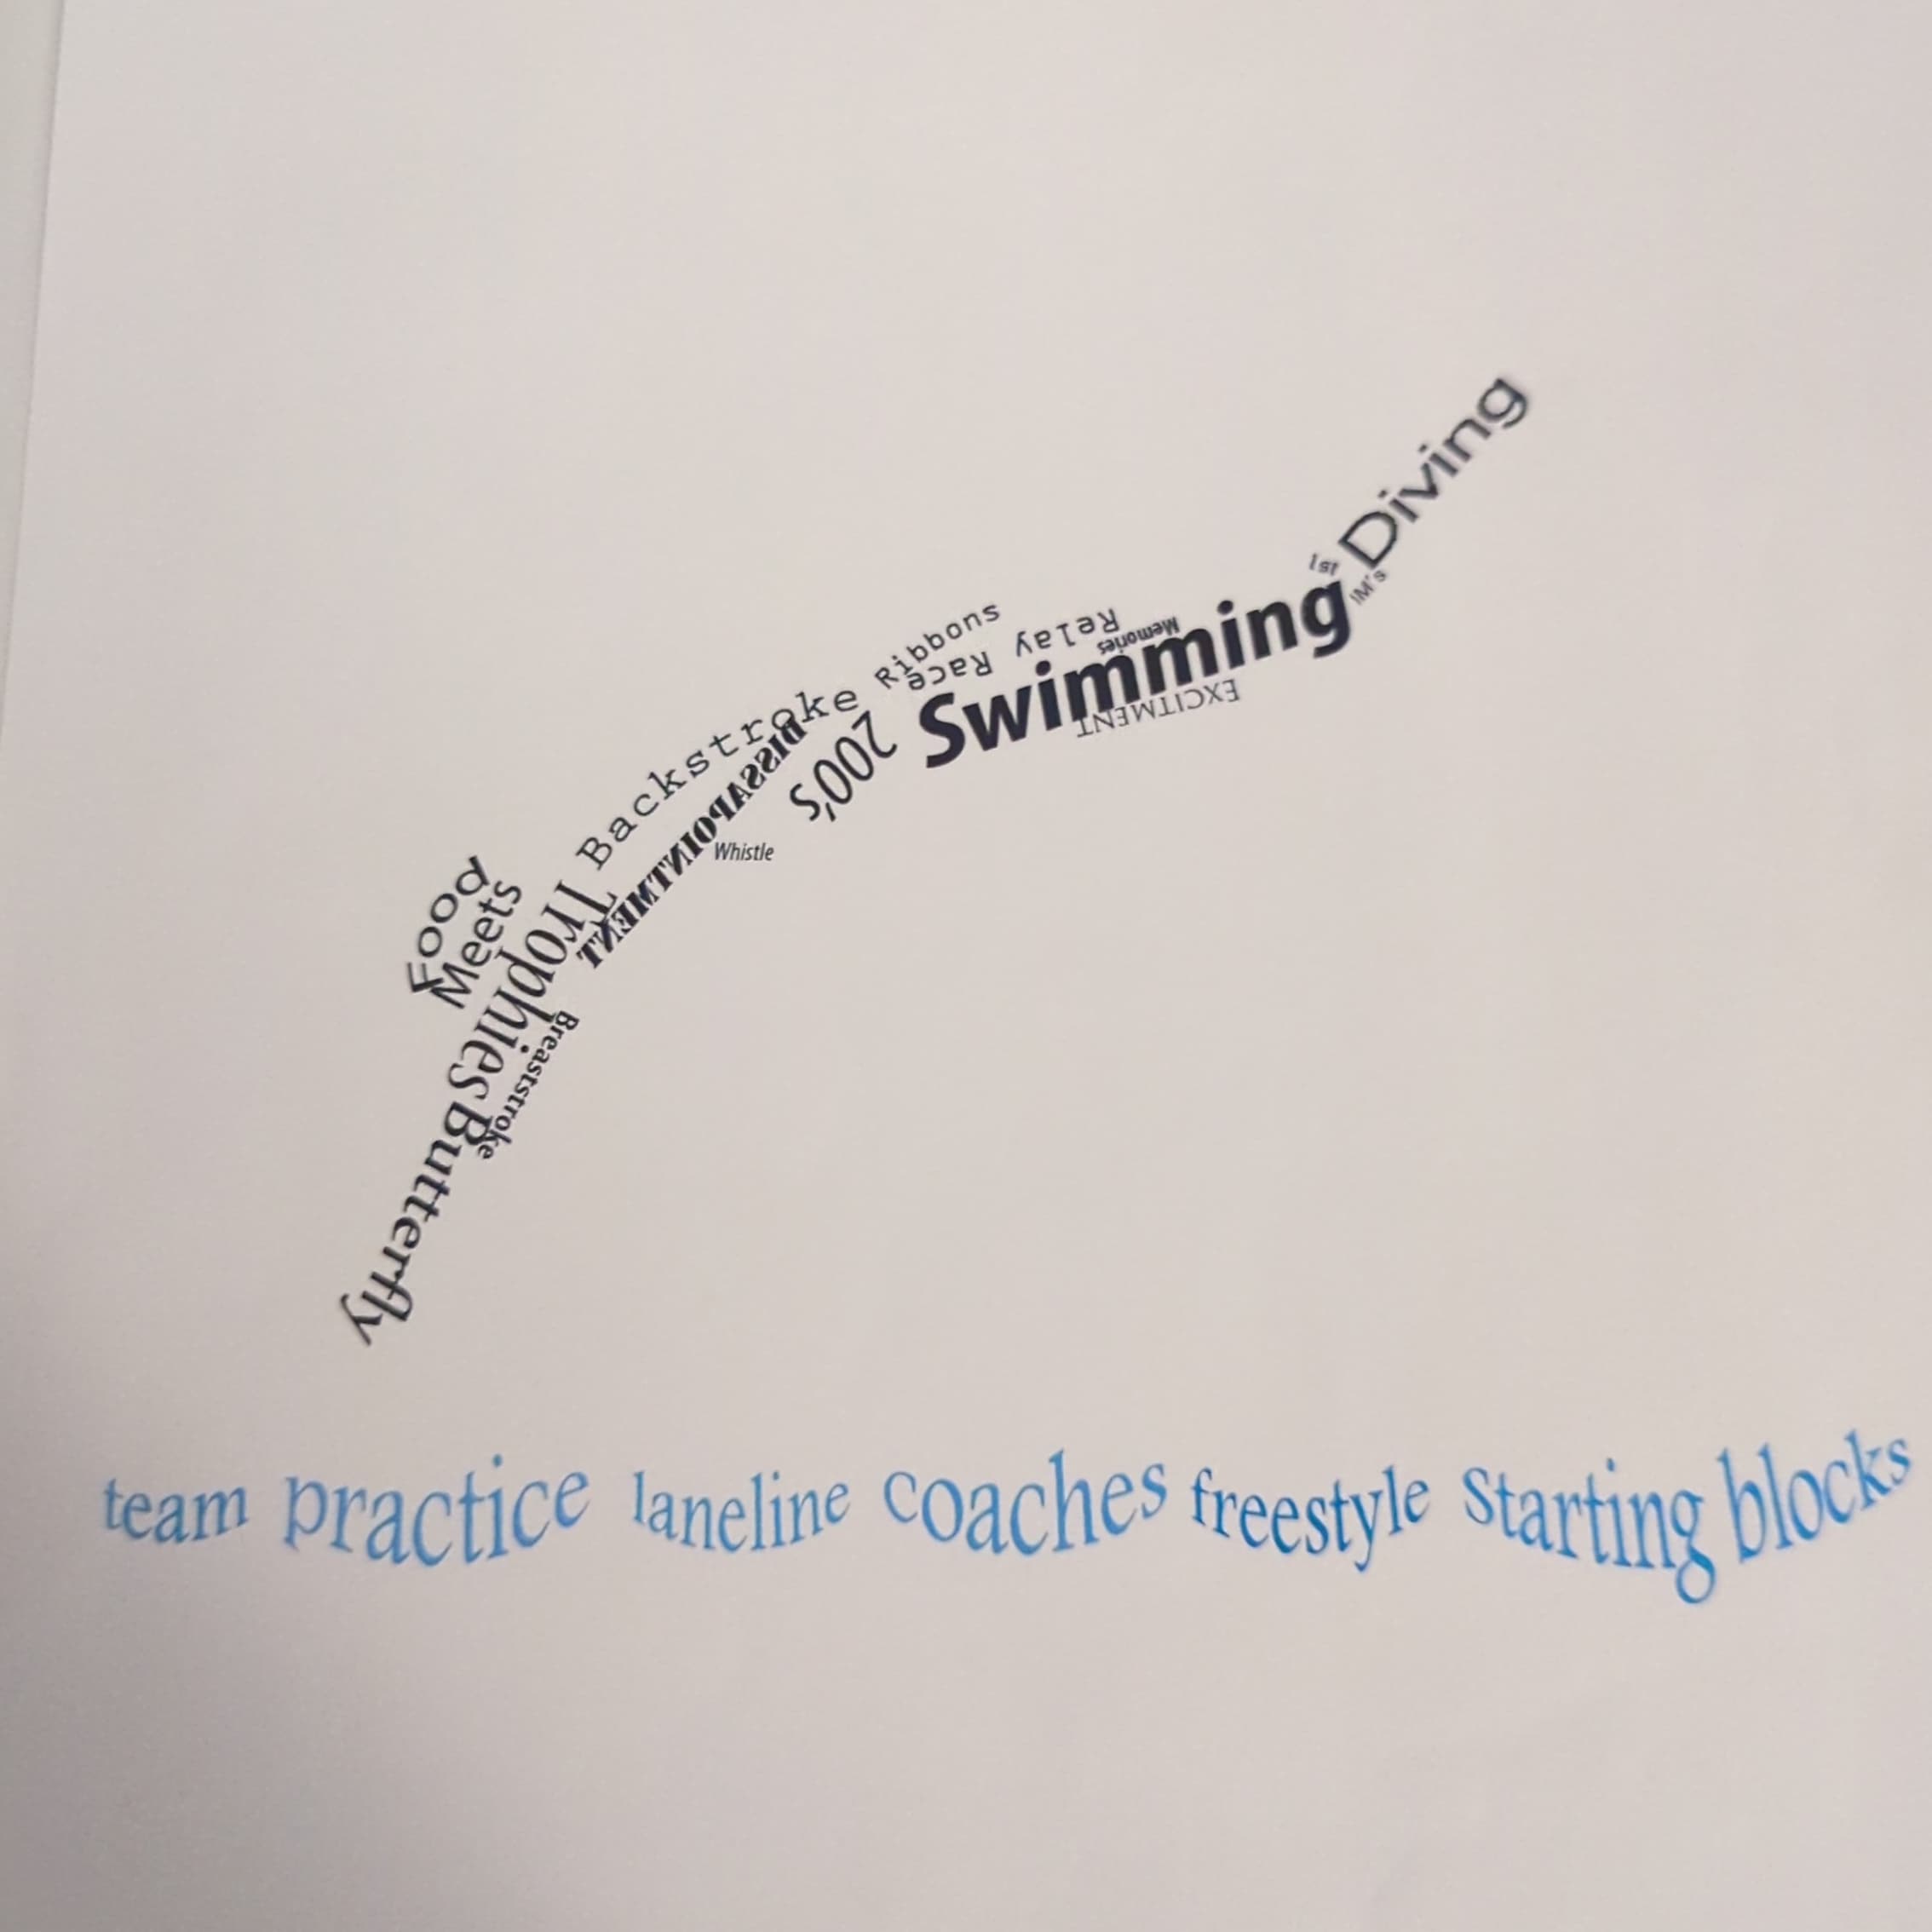 Diving
1st
IM's
Swimming
Memories
EXCITMENT
Relay Race
Ribbons
200's
Backstroke
DISSAPOINTMENT
Whistle
Trophies
Food
Meets
Breaststroke
Butterfly
team practice laneline coaches freestyle Starting blocks